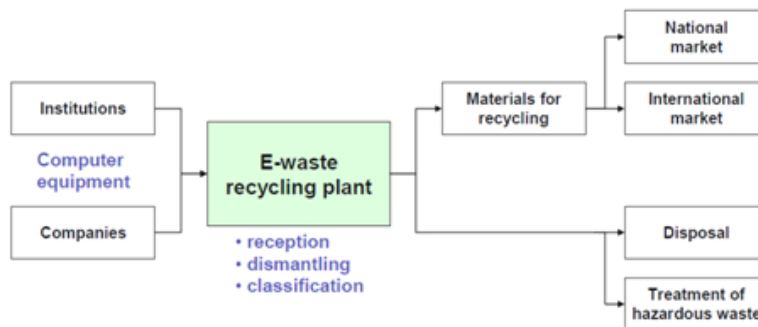 Institutions
Computer
equipment
Companies
E-waste
recycling plant
• reception
• dismantling
• classification
Materials for
recycling
National
market
International
market
Disposal
Treatment of
hazardous waste